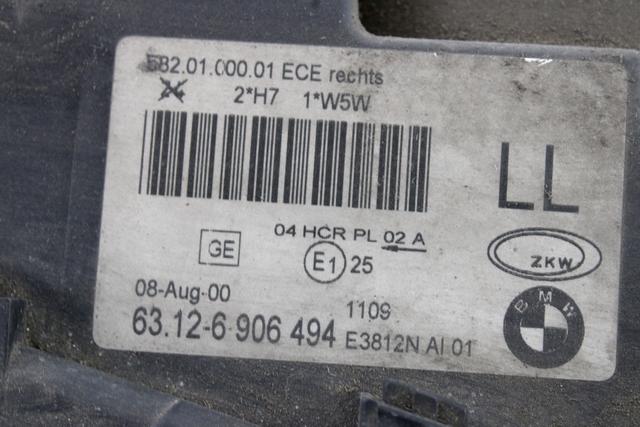 582.01.000.01 ECE rechts
2*H7 1*W5W
LL
04 HCR PL 02 A
GE
E1 25
ZKW
08-Aug-00
1109
BMW
63.12-6 906 494 E3812N AI 01